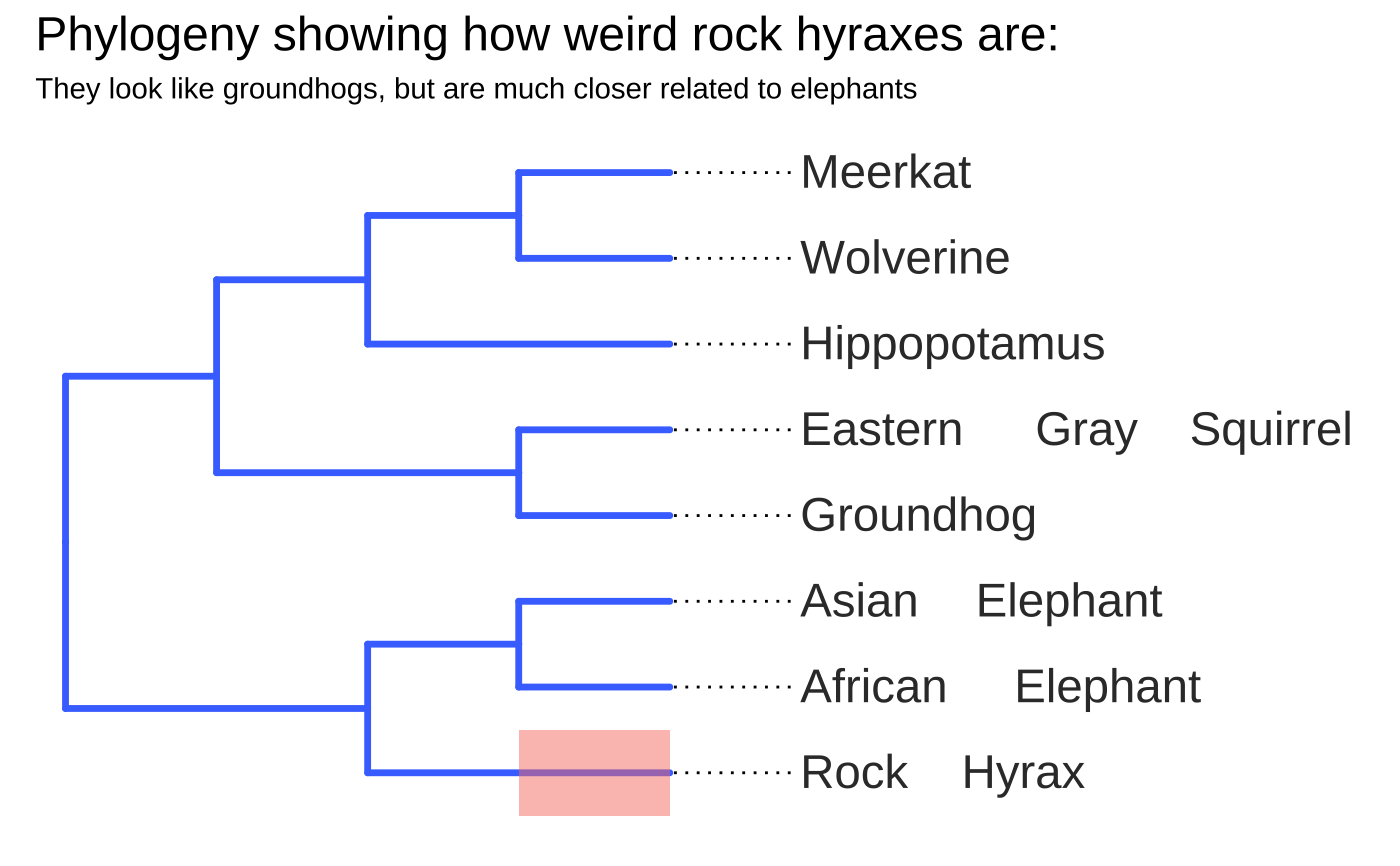 Phylogeny showing how weird rock hyraxes are:
They look like groundhogs, but are much closer related to elephants
Meerkat
Wolverine
Hippopotamus
Eastern Gray Squirrel
Groundhog
Asian Elephant
African Elephant
Rock Hyrax